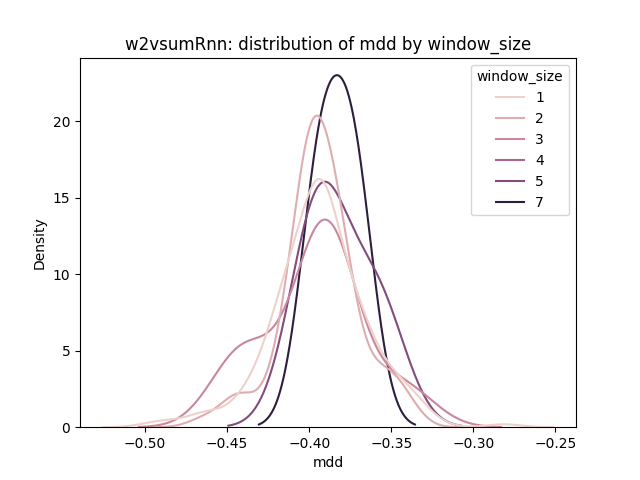 w2vsumRnn: distribution of mdd by window_size
window_size
1
2
3
4
5
7
Density
20
15
10
5
0
−0.50 −0.45 −0.40 −0.35 −0.30 −0.25
mdd